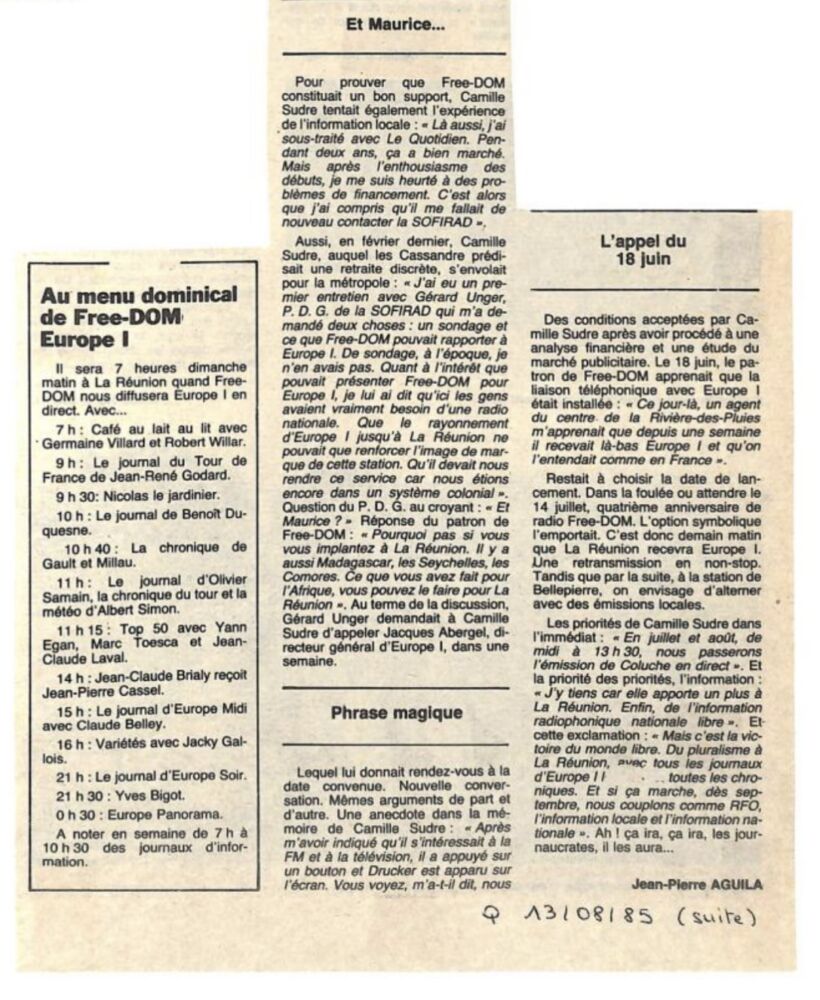 Au menu dominical
de Free-DOM
Europe I
Il sera 7 heures dimanche
matin à La Réunion quand Free-
DOM nous diffusera Europe I en
direct. Avec...
7 h : Café au lait au lit avec
Germaine Villard et Robert Willar.
9 h : Le journal du Tour de
France de Jean-René Godard.
9 h 30: Nicolas le jardinier.
10 h : Le journal de Benoît Du-
quesne.
10 h 40 : La chronique de
Gault et Millau.
11 h : Le journal d'Olivier
Samain, la chronique du tour et la
météo d'Albert Simon.
11 h 15 : Top 50 avec Yann
Egan, Marc Toesca et Jean-
Claude Laval.
14 h : Jean-Claude Brialy reçoit
Jean-Pierre Cassel.
15 h : Le journal d'Europe Midi
avec Claude Belley.
16 h : Variétés avec Jacky Gal-
lois.
21 h : Le journal d'Europe Soir.
21 h 30 : Yves Bigot.
0 h 30 : Europe Panorama.
A noter en semaine de 7 h à
10 h 30 des journaux d'infor-
mation.
Et Maurice...
Pour prouver que Free-DOM
constituait un bon support, Camille
Sudre tentait également l'expérience
de l'information locale : « Là aussi, j'ai
sous-traité avec Le Quotidien. Pen-
dant deux ans, ça a bien marché.
Mais après l'enthousiasme des
débuts, je me suis heurté à des pro-
blèmes de financement. C'est alors
que j'ai compris qu'il me fallait de
nouveau contacter la SOFIRAD ».
Aussi, en février dernier, Camille
Sudre, auquel les Cassandre prédi-
sait une retraite discrète, s'envolait
pour la métropole : « J'ai eu un pre-
mier entretien avec Gérard Unger,
P. D. G. de la SOFIRAD qui m'a de-
mandé deux choses : un sondage et
ce que Free-DOM pouvait rapporter à
Europe I. De sondage, à l'époque, je
n'en avais pas. Quant à l'intérêt que
pouvait présenter Free-DOM pour
Europe I, je lui ai dit qu'ici les gens
avaient vraiment besoin d'une radio
nationale. Que le rayonnement
d'Europe I jusqu'à La Réunion ne
pouvait que renforcer l'image de mar-
que de cette station. Qu'il devait nous
rendre ce service car nous étions
encore dans un système colonial ».
Question du P. D. G. au croyant : « Et
Maurice ? » Réponse du patron de
Free-DOM : « Pourquoi pas si vous
vous implantez à La Réunion. Il y a
aussi Madagascar, les Seychelles, les
Comores. Ce que vous avez fait pour
l'Afrique, vous pouvez le faire pour La
Réunion ». Au terme de la discussion,
Gérard Unger demandait à Camille
Sudre d'appeler Jacques Abergel, di-
recteur général d'Europe I, dans une
semaine.
Phrase magique
Lequel lui donnait rendez-vous à la
date convenue. Nouvelle conver-
sation. Mêmes arguments de part et
d'autre. Une anecdote dans la mé-
moire de Camille Sudre : « Après
m'avoir indiqué qu'il s'intéressait à la
FM et à la télévision, il a appuyé sur
un bouton et Drucker est apparu sur
l'écran. Vous voyez, m'a-t-il dit, nous
L'appel du
18 juin
Des conditions acceptées par Ca-
mille Sudre après avoir procédé à une
analyse financière et une étude du
marché publicitaire. Le 18 juin, le pa-
tron de Free-DOM apprenait que la
liaison téléphonique avec Europe I
était installée : « Ce jour-là, un agent
du centre de la Rivière-des-Pluies
m'apprenait que depuis une semaine
il recevait là-bas Europe I et qu'on
l'entendait comme en France ».
Restait à choisir la date de lan-
cement. Dans la foulée ou attendre le
14 juillet, quatrième anniversaire de
radio Free-DOM. L'option symbolique
l'emportait. C'est donc demain matin
que La Réunion recevra Europe I.
Une retransmission en non-stop.
Tandis que par la suite, à la station de
Bellepierre, on envisage d'alterner
avec des émissions locales.
Les priorités de Camille Sudre dans
l'immédiat : « En juillet et août, de
midi à 13 h 30, nous passerons
l'émission de Coluche en direct ». Et
la priorité des priorités, l'information :
« J'y tiens car elle apporte un plus à
La Réunion. Enfin, de l'information
radiophonique nationale libre ». Et
cette exclamation : « Mais c'est la vic-
toire du monde libre. Du pluralisme à
La Réunion, avec tous les journaux
d'Europe I toutes les chro-
niques. Et si ça marche, dès sep-
tembre, nous couplons comme RFO,
l'information locale et l'information na-
tionale ». Ah ! ça ira, ça ira, les jour-
naucrates, il les aura...
Jean-Pierre AGUILA
Q 13/08/85 (suite)